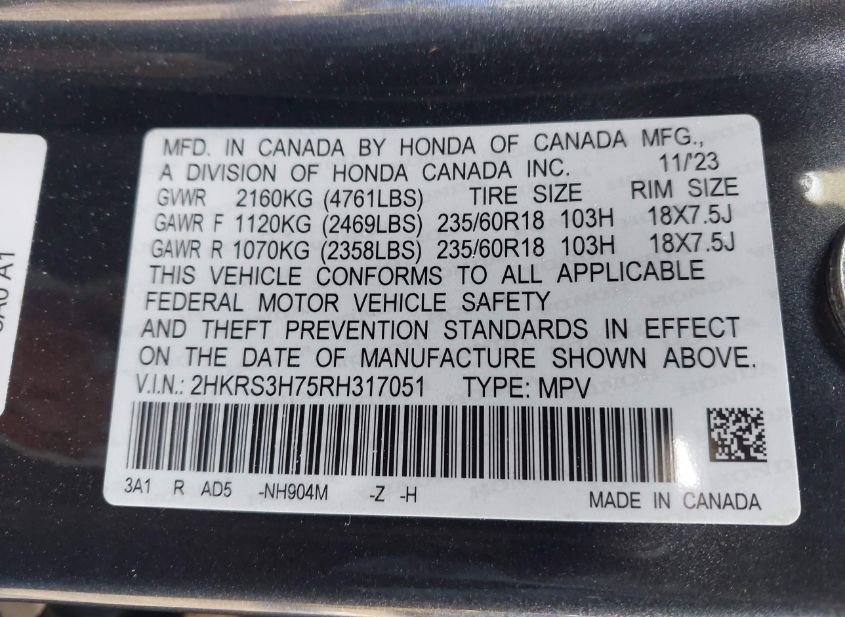 MFD. IN CANADA BY HONDA OF CANADA MFG.,
A DIVISION OF HONDA CANADA INC. 11/'23
GVWR 2160KG (4761LBS) TIRE SIZE RIM SIZE
GAWR F 1120KG (2469LBS) 235/60R18 103H 18X7.5J
GAWR R 1070KG (2358LBS) 235/60R18 103H 18X7.5J
THIS VEHICLE CONFORMS TO ALL APPLICABLE
FEDERAL MOTOR VEHICLE SAFETY
AND THEFT PREVENTION STANDARDS IN EFFECT
ON THE DATE OF MANUFACTURE SHOWN ABOVE.
V.I.N.: 2HKRS3H75RH317051 TYPE: MPV
3A1 R AD5 -NH904M -Z -H MADE IN CANADA